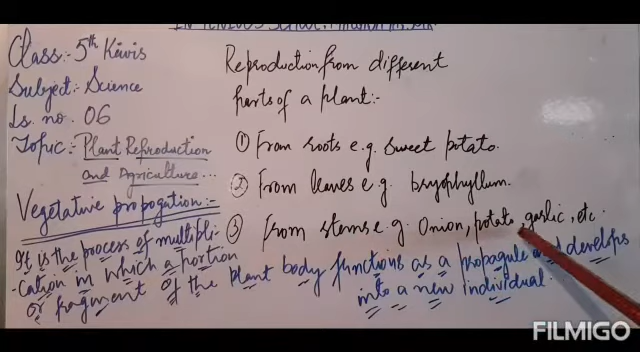 Class:- 5th Kiwis
Subject:- Science
Ls. no. 06
Topic:- Plant Reproduction
and Agriculture...
Vegetative propogation:-
It is the process of multipli-
-cation in which a portion
or fragment of the plant body functions as a propagule and develops
into a new individual.
Reproduction from different
parts of a plant:-
① From roots e.g. sweet potato.
② From leaves e.g. bryophyllum.
③ From stems e.g. Onion, potato, garlic, etc.
FILMIGO